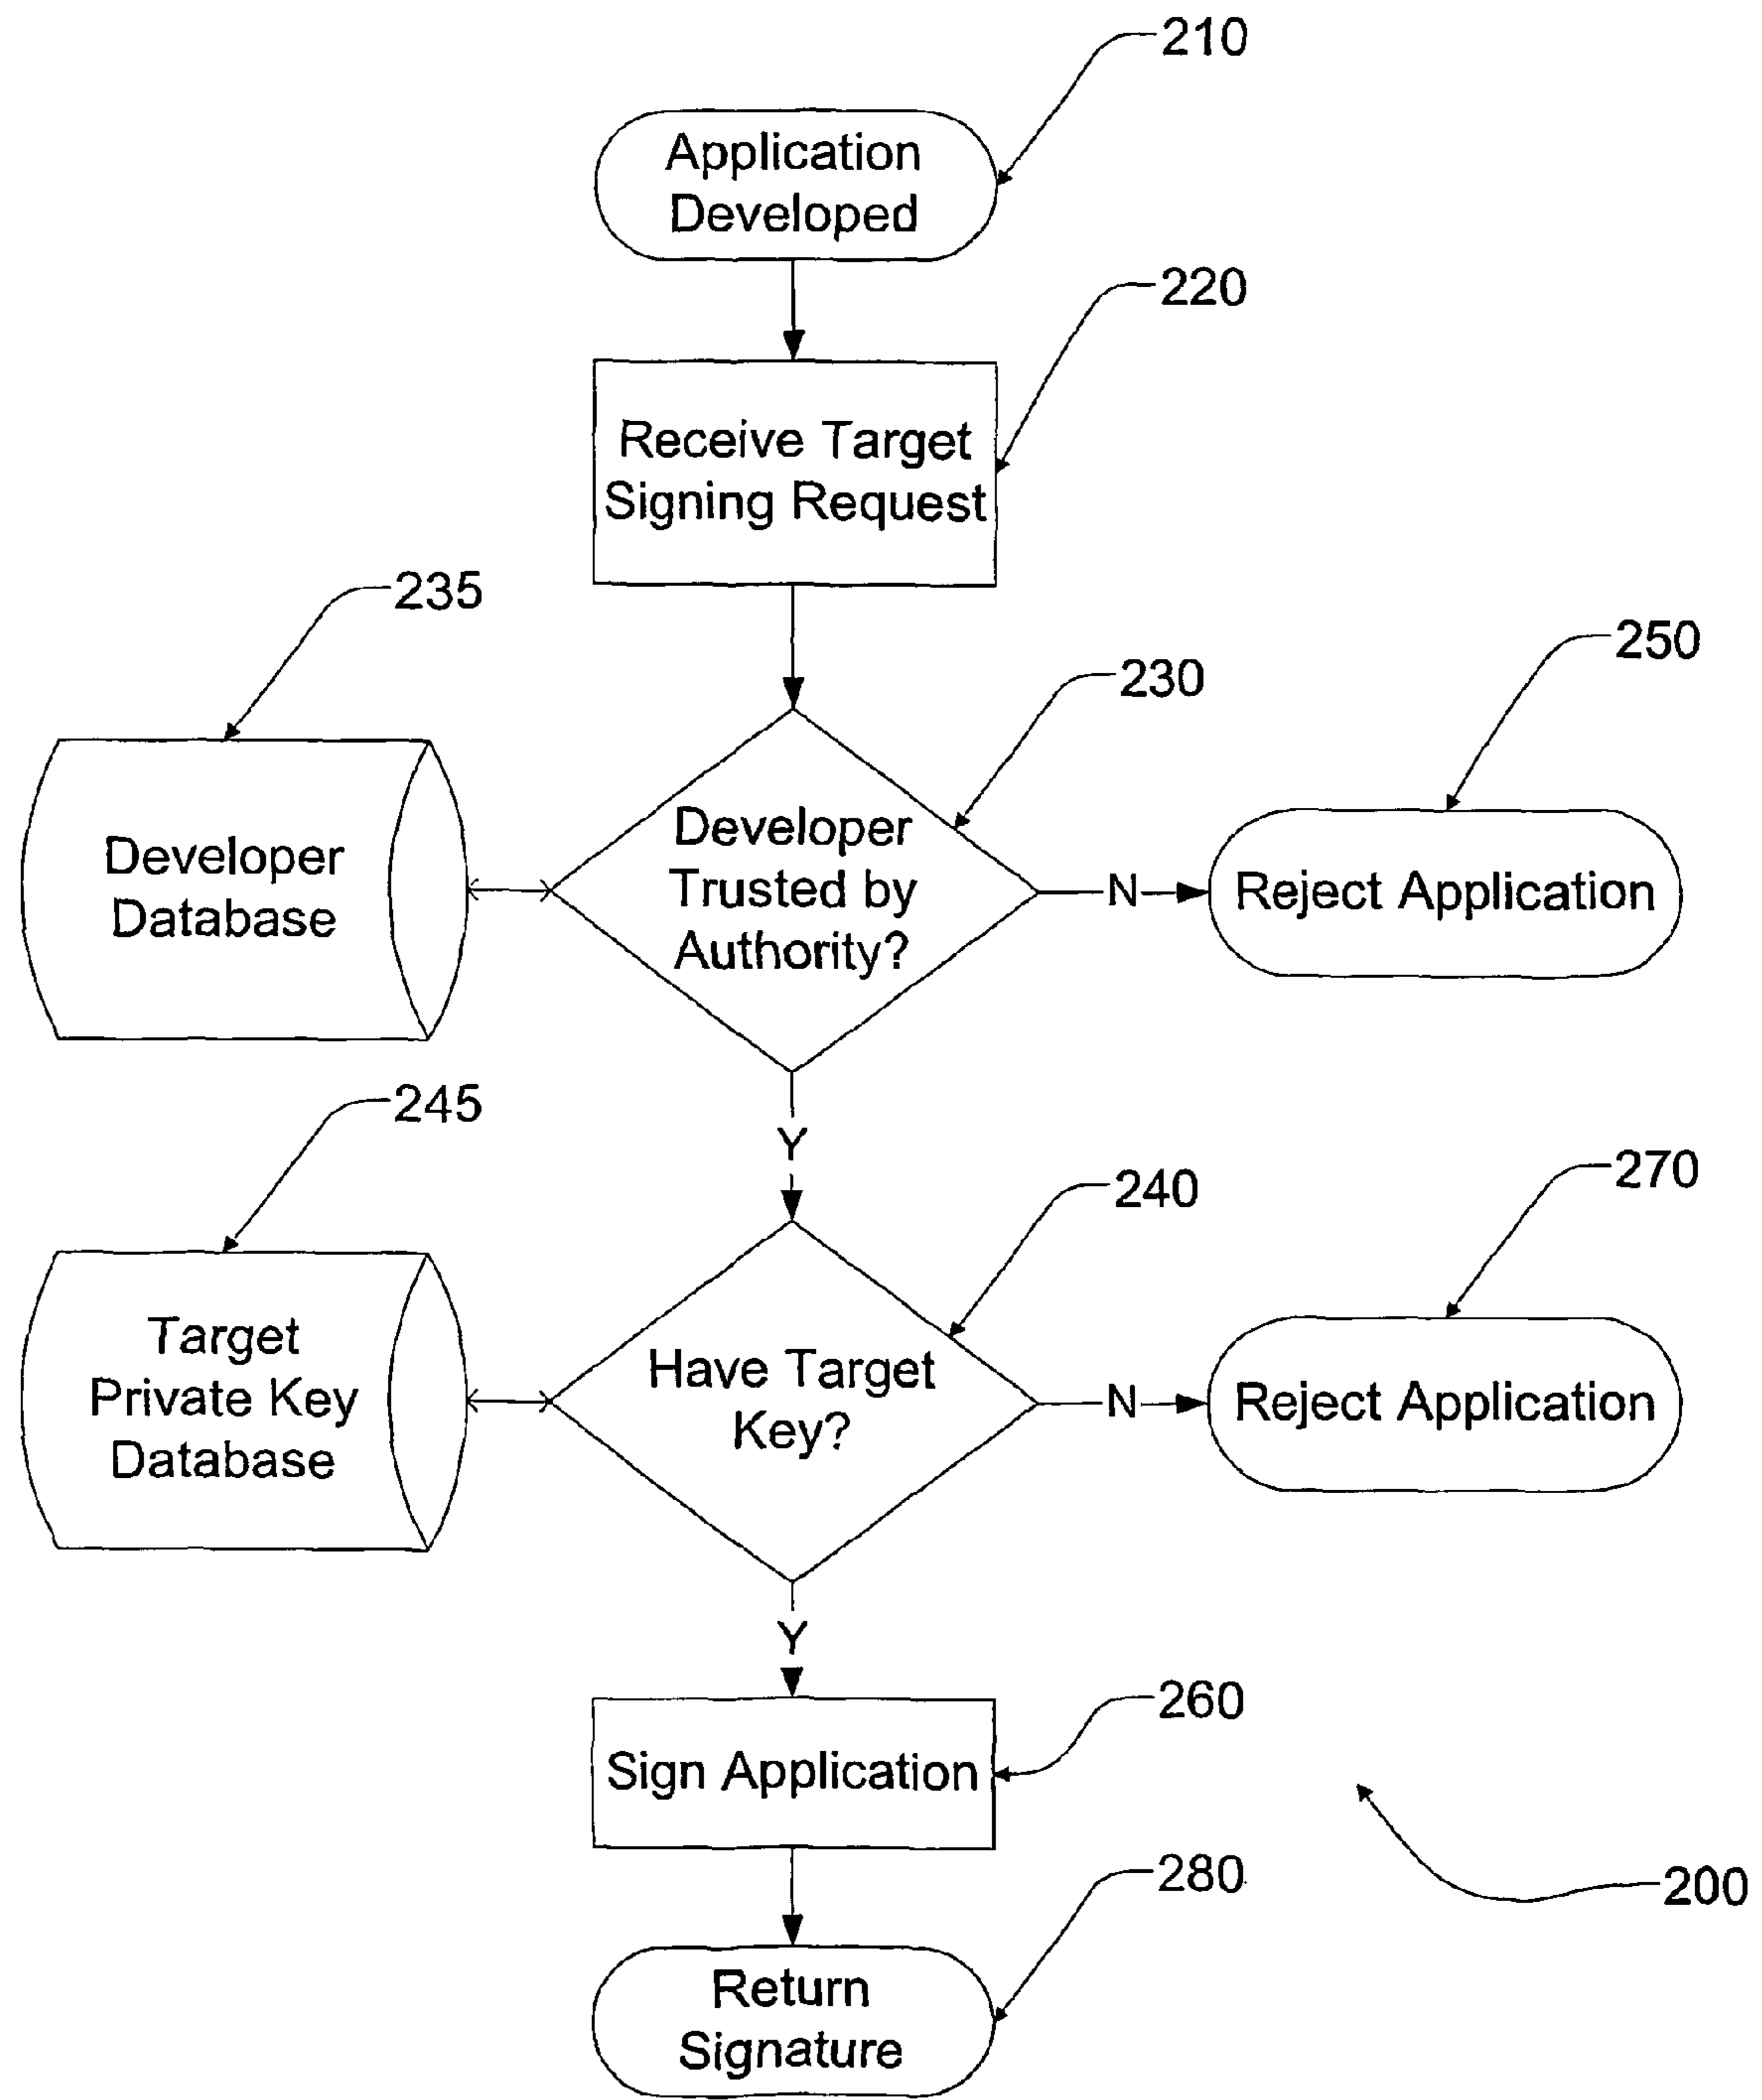 210
Application
Developed
220
Receive Target
Signing Request
235
250
230
Developer
Database
Developer
Trusted by
Authority?
N
Reject Application
Y
245
270
240
Target
Private Key
Database
Have Target
Key?
N
Reject Application
Y
260
Sign Application
280
200
Return
Signature